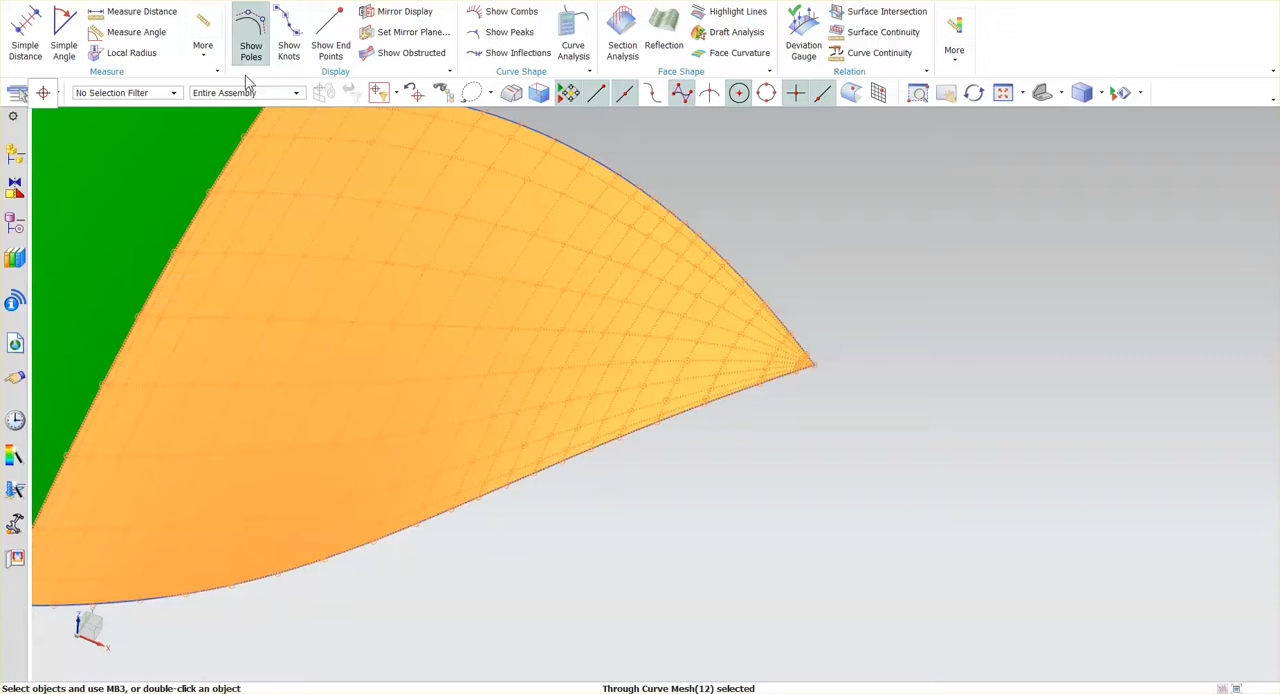 Simple Distance
Simple Angle
Measure Distance
Measure Angle
Local Radius
More
Measure
Show Poles
Show Knots
Show End Points
Mirror Display
Set Mirror Plane...
Show Obstructed
Display
Show Combs
Show Peaks
Show Inflections
Curve Analysis
Curve Shape
Section Analysis
Reflection
Highlight Lines
Draft Analysis
Face Curvature
Face Shape
Deviation Gauge
Surface Intersection
Surface Continuity
Curve Continuity
Relation
More
No Selection Filter
Entire Assembly
Z
Y
X
Select objects and use MB3, or double-click an object
Through Curve Mesh(12) selected